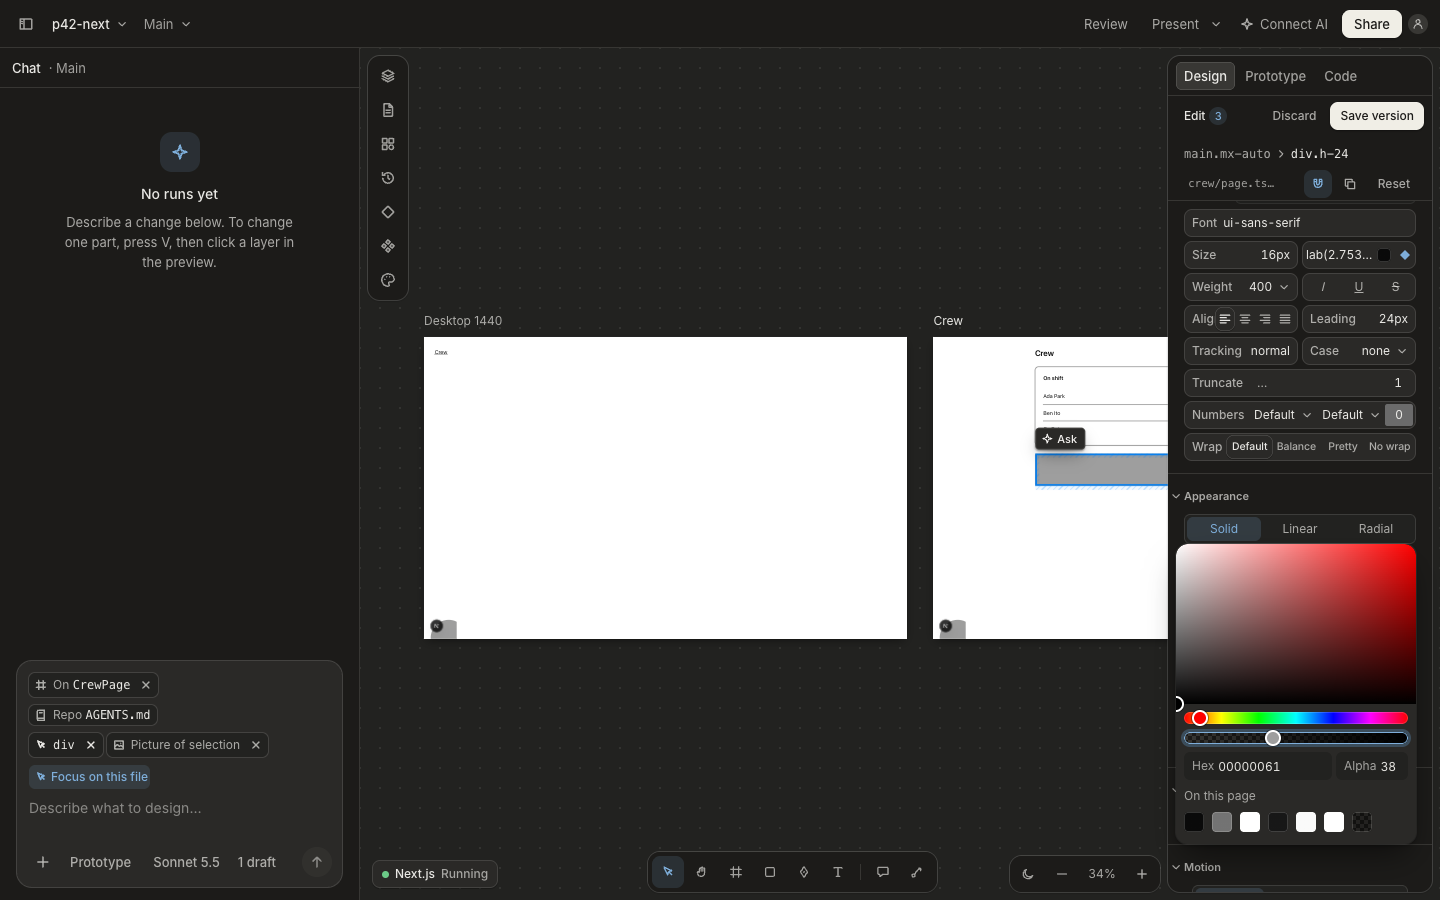 p42-next
Main
Review
Present
Connect AI
Share
Chat · Main
No runs yet
Describe a change below. To change
one part, press V, then click a layer in
the preview.
On CrewPage
Repo AGENTS.md
div
Picture of selection
Focus on this file
Describe what to design...
Prototype
Sonnet 5.5
1 draft
Desktop 1440
Crew
Crew
Crew
On shift
Ada Park
Ben Ito
Ask
N
N
Next.js Running
T
34%
Design
Prototype
Code
Edit 3
Discard
Save version
main.mx-auto > div.h-24
crew/page.ts…
Reset
Font ui-sans-serif
Size 16px
lab(2.753...
Weight 400
I U S
Alig
Leading 24px
Tracking normal
Case none
Truncate ... 1
Numbers Default Default 0
Wrap Default Balance Pretty No wrap
Appearance
Solid Linear Radial
Hex 00000061
Alpha 38
On this page
Motion